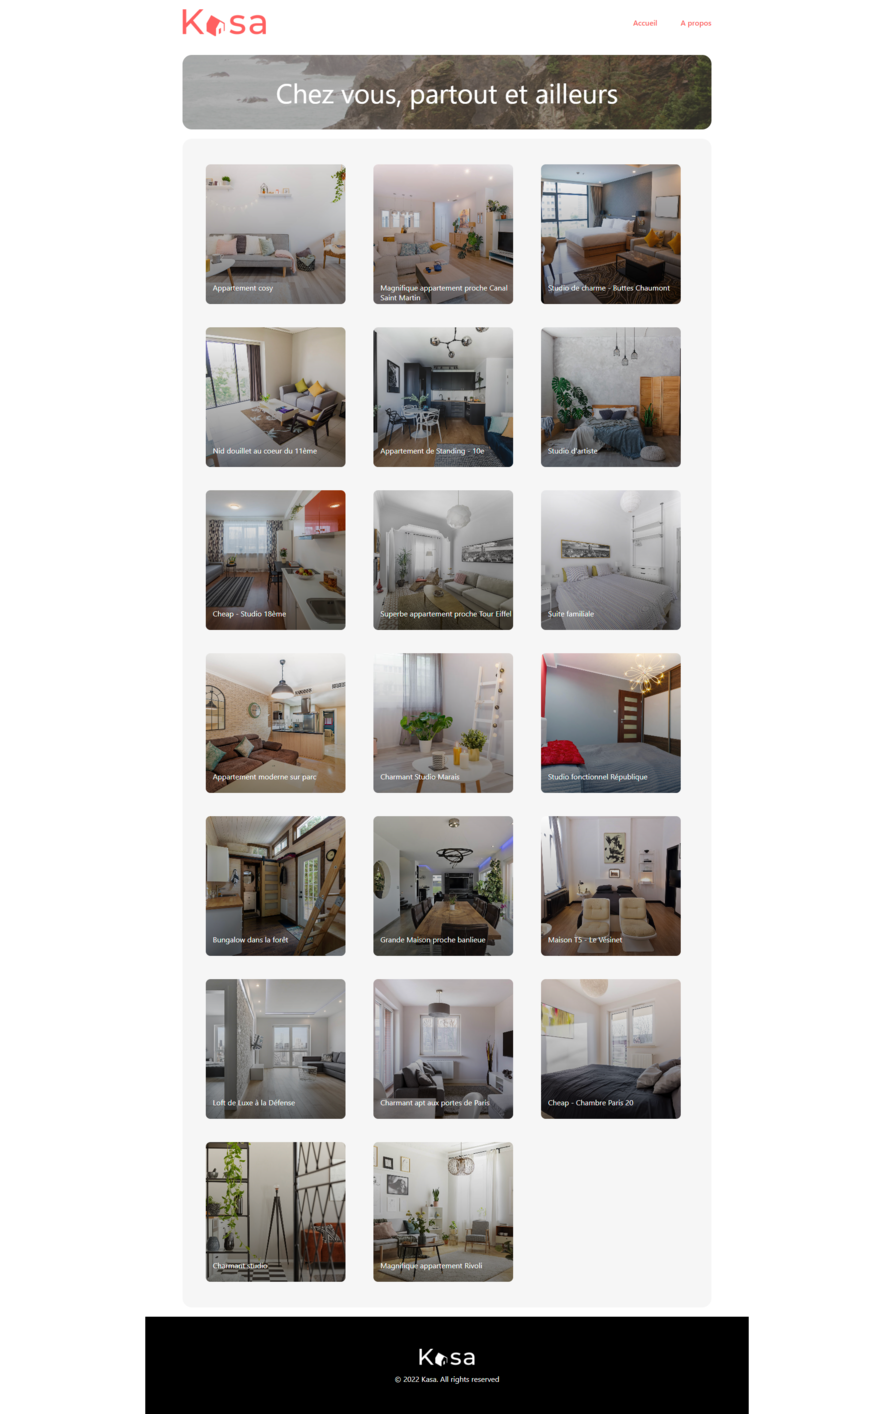 Kasa
Accueil
A propos
Chez vous, partout et ailleurs
Appartement cosy
Magnifique appartement proche Canal
Saint Martin
Studio de charme - Buttes Chaumont
Nid douillet au coeur du 11ème
Appartement de Standing - 10e
Studio d'artiste
Cheap - Studio 18ème
Superbe appartement proche Tour Eiffel
Suite familiale
Appartement moderne sur parc
Charmant Studio Marais
Studio fonctionnel République
Bungalow dans la forêt
Grande Maison proche banlieue
Maison T5 - Le Vésinet
Loft de Luxe à la Défense
Charmant apt aux portes de Paris
Cheap - Chambre Paris 20
Charmant studio
Magnifique appartement Rivoli
Kasa
© 2022 Kasa. All rights reserved